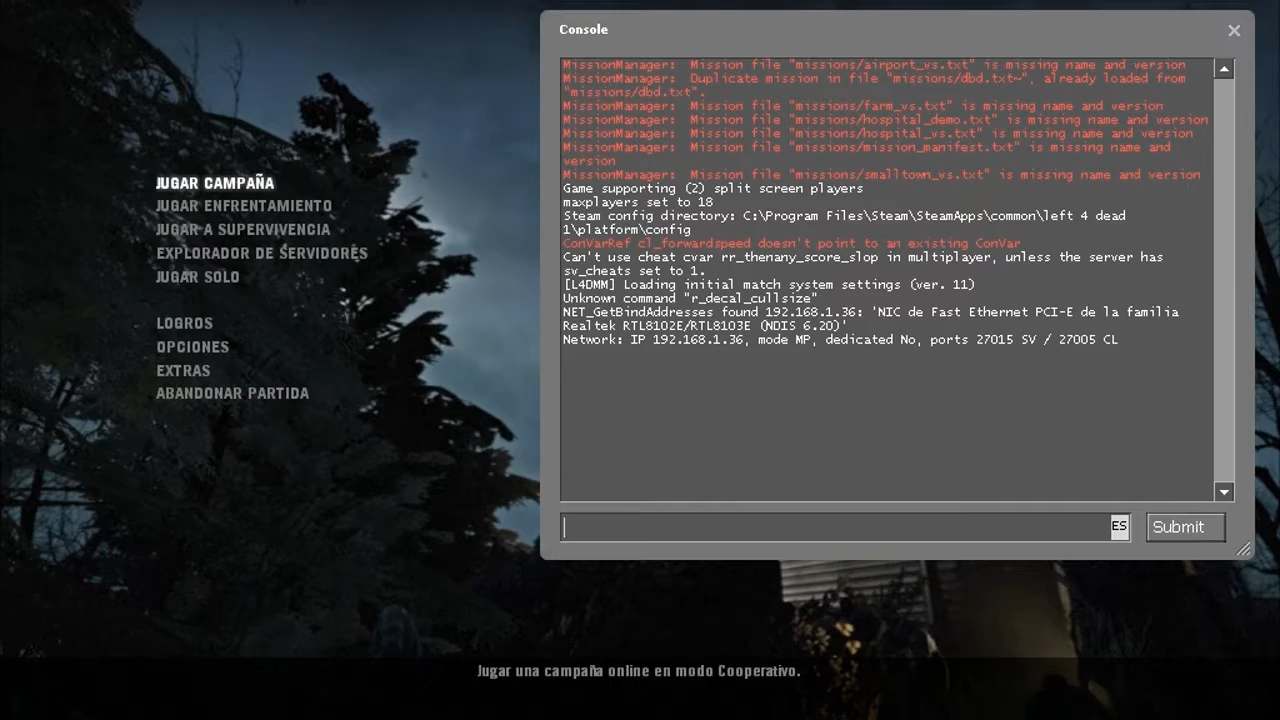 Console
MissionManager:  Mission file "missions/airport_vs.txt" is missing name and version
MissionManager:  Duplicate mission in file "missions/dbd.txt~", already loaded from
"missions/dbd.txt".
MissionManager:  Mission file "missions/farm_vs.txt" is missing name and version
MissionManager:  Mission file "missions/hospital_demo.txt" is missing name and version
MissionManager:  Mission file "missions/hospital_vs.txt" is missing name and version
MissionManager:  Mission file "missions/mission_manifest.txt" is missing name and
version
MissionManager:  Mission file "missions/smalltown_vs.txt" is missing name and version
Game supporting (2) split screen players
maxplayers set to 18
Steam config directory: C:\Program Files\Steam\SteamApps\common\left 4 dead
1\platform\config
ConVarRef cl_forwardspeed doesn't point to an existing ConVar
Can't use cheat cvar rr_thenany_score_slop in multiplayer, unless the server has
sv_cheats set to 1.
[L4DMM] Loading initial match system settings (ver. 11)
Unknown command "r_decal_cullsize"
NET_GetBindAddresses found 192.168.1.36: 'NIC de Fast Ethernet PCI-E de la familia
Realtek RTL8102E/RTL8103E (NDIS 6.20)'
Network: IP 192.168.1.36, mode MP, dedicated No, ports 27015 SV / 27005 CL
ES
Submit
JUGAR CAMPAÑA
JUGAR ENFRENTAMIENTO
JUGAR A SUPERVIVENCIA
EXPLORADOR DE SERVIDORES
JUGAR SOLO
LOGROS
OPCIONES
EXTRAS
ABANDONAR PARTIDA
Jugar una campaña online en modo Cooperativo.